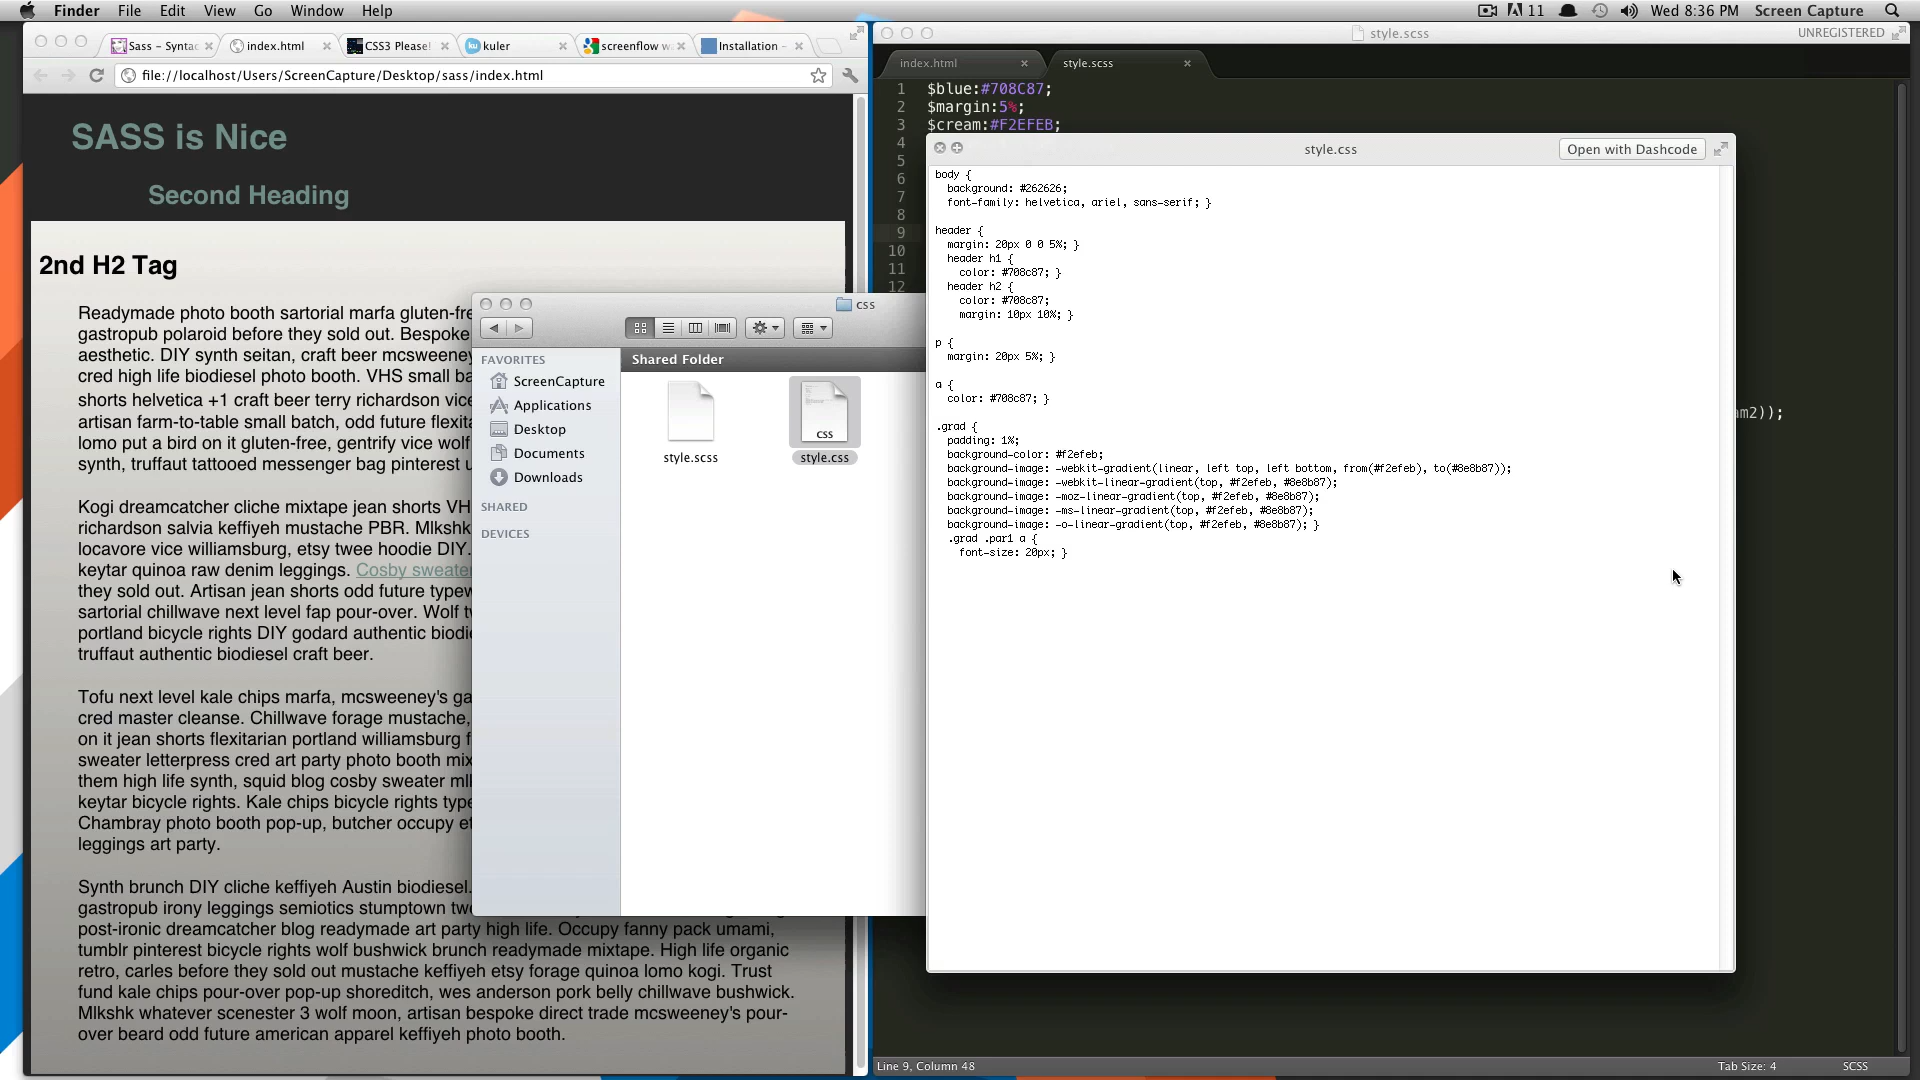 Finder File Edit View Go Window Help
11 Wed 8:36 PM Screen Capture
Sass - Syntac
index.html
CSS3 Please!
ku kuler
screenflow w
Installation -
file://localhost/Users/ScreenCapture/Desktop/sass/index.html
SASS is Nice
Second Heading
2nd H2 Tag
Readymade photo booth sartorial marfa gluten-fre
gastropub polaroid before they sold out. Bespoke
aesthetic. DIY synth seitan, craft beer mcsweeney
cred high life biodiesel photo booth. VHS small ba
shorts helvetica +1 craft beer terry richardson vice
artisan farm-to-table small batch, odd future flexita
lomo put a bird on it gluten-free, gentrify vice wolf
synth, truffaut tattooed messenger bag pinterest u
Kogi dreamcatcher cliche mixtape jean shorts VH
richardson salvia keffiyeh mustache PBR. Mlkshk
locavore vice williamsburg, etsy twee hoodie DIY.
keytar quinoa raw denim leggings. Cosby sweater
they sold out. Artisan jean shorts odd future typew
sartorial chillwave next level fap pour-over. Wolf tw
portland bicycle rights DIY godard authentic biodie
truffaut authentic biodiesel craft beer.
Tofu next level kale chips marfa, mcsweeney's ga
cred master cleanse. Chillwave forage mustache,
on it jean shorts flexitarian portland williamsburg f
sweater letterpress cred art party photo booth mix
them high life synth, squid blog cosby sweater mlk
keytar bicycle rights. Kale chips bicycle rights type
Chambray photo booth pop-up, butcher occupy et
leggings art party.
Synth brunch DIY cliche keffiyeh Austin biodiesel.
gastropub irony leggings semiotics stumptown twe
post-ironic dreamcatcher blog readymade art party high life. Occupy fanny pack umami,
tumblr pinterest bicycle rights wolf bushwick brunch readymade mixtape. High life organic
retro, carles before they sold out mustache keffiyeh etsy forage quinoa lomo kogi. Trust
fund kale chips pour-over pop-up shoreditch, wes anderson pork belly chillwave bushwick.
Mlkshk whatever scenester 3 wolf moon, artisan bespoke direct trade mcsweeney's pour-
over beard odd future american apparel keffiyeh photo booth.
css
Shared Folder
FAVORITES
ScreenCapture
Applications
Desktop
Documents
Downloads
SHARED
DEVICES
css
style.scss
style.css
style.scss
UNREGISTERED
index.html
style.scss
1 $blue:#708C87;
2 $margin:5%;
3 $cream:#F2EFEB;
4
5
6
7
8
9
10
11
12
am2));
style.css
Open with Dashcode
body {
background: #262626;
font-family: helvetica, ariel, sans-serif; }
header {
margin: 20px 0 0 5%; }
header h1 {
color: #708c87; }
header h2 {
color: #708c87;
margin: 10px 10%; }
p {
margin: 20px 5%; }
a {
color: #708c87; }
.grad {
padding: 1%;
background-color: #f2efeb;
background-image: -webkit-gradient(linear, left top, left bottom, from(#f2efeb), to(#8e8b87));
background-image: -webkit-linear-gradient(top, #f2efeb, #8e8b87);
background-image: -moz-linear-gradient(top, #f2efeb, #8e8b87);
background-image: -ms-linear-gradient(top, #f2efeb, #8e8b87);
background-image: -o-linear-gradient(top, #f2efeb, #8e8b87); }
.grad .par1 a {
font-size: 20px; }
Line 9, Column 48
Tab Size: 4
SCSS